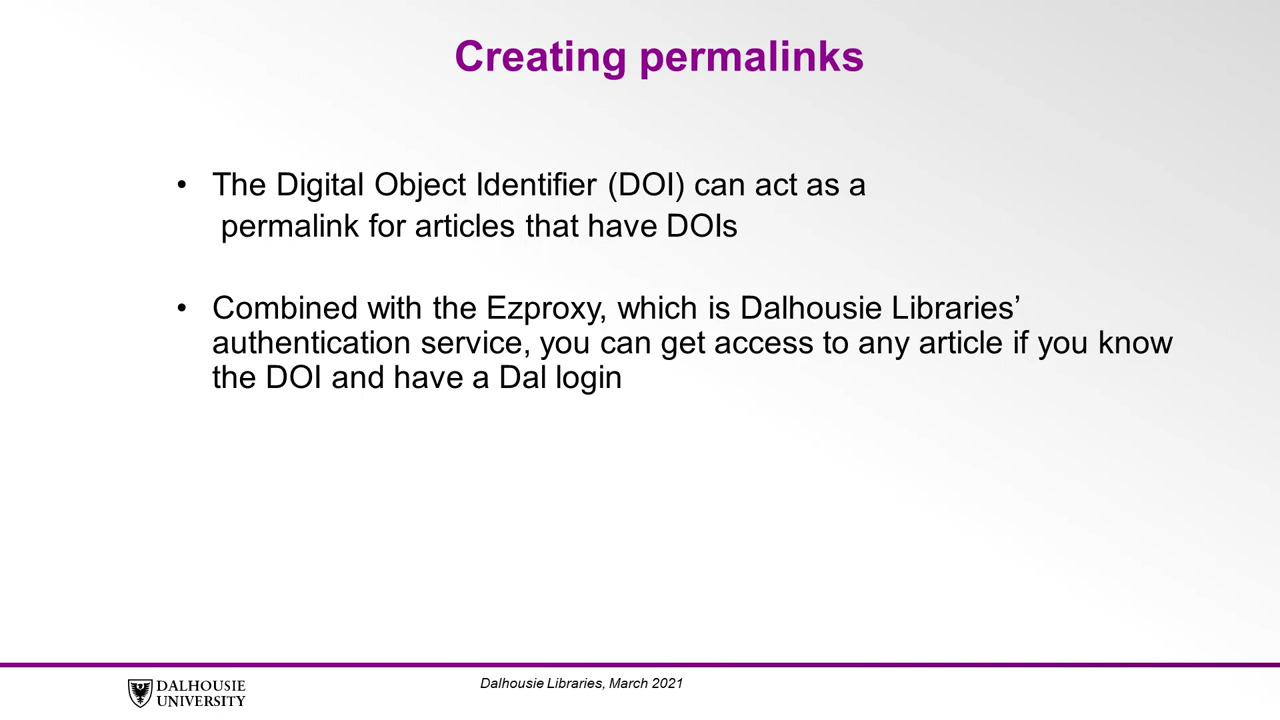 Creating permalinks
• The Digital Object Identifier (DOI) can act as a
permalink for articles that have DOIs
• Combined with the Ezproxy, which is Dalhousie Libraries’
authentication service, you can get access to any article if you know
the DOI and have a Dal login
DALHOUSIE
UNIVERSITY
Dalhousie Libraries, March 2021